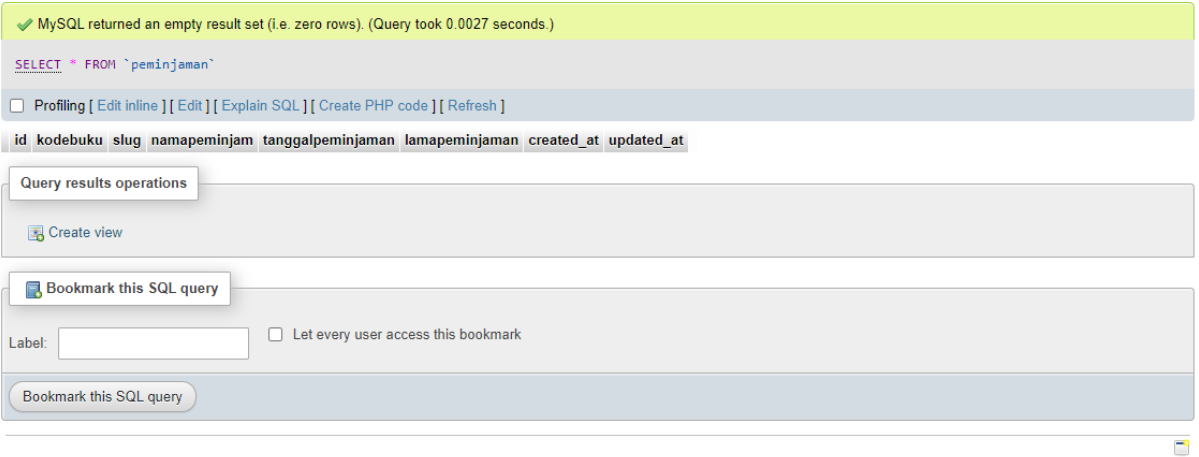 MySQL returned an empty result set (i.e. zero rows). (Query took 0.0027 seconds.)
SELECT * FROM `peminjaman`
Profiling [ Edit inline ] [ Edit ] [ Explain SQL ] [ Create PHP code ] [ Refresh ]
id kodebuku slug namapeminjam tanggalpeminjaman lamapeminjaman created_at updated_at
Query results operations
Create view
Bookmark this SQL query
Label: Let every user access this bookmark
Bookmark this SQL query